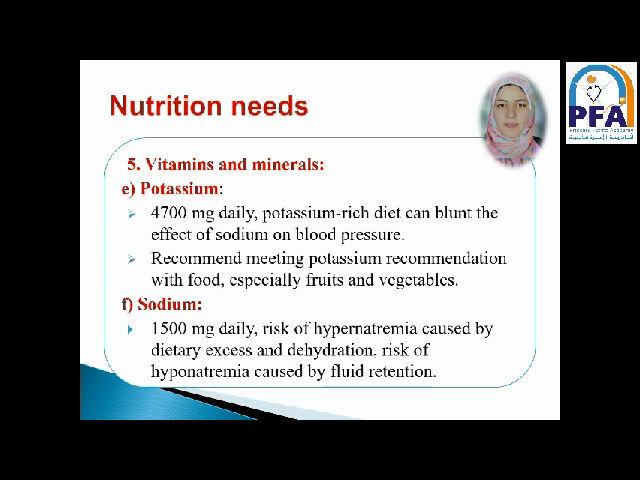 Nutrition needs
PFA
5. Vitamins and minerals:
e) Potassium:
4700 mg daily, potassium-rich diet can blunt the
effect of sodium on blood pressure.
Recommend meeting potassium recommendation
with food, especially fruits and vegetables.
f) Sodium:
1500 mg daily, risk of hypernatremia caused by
dietary excess and dehydration, risk of
hyponatremia caused by fluid retention.